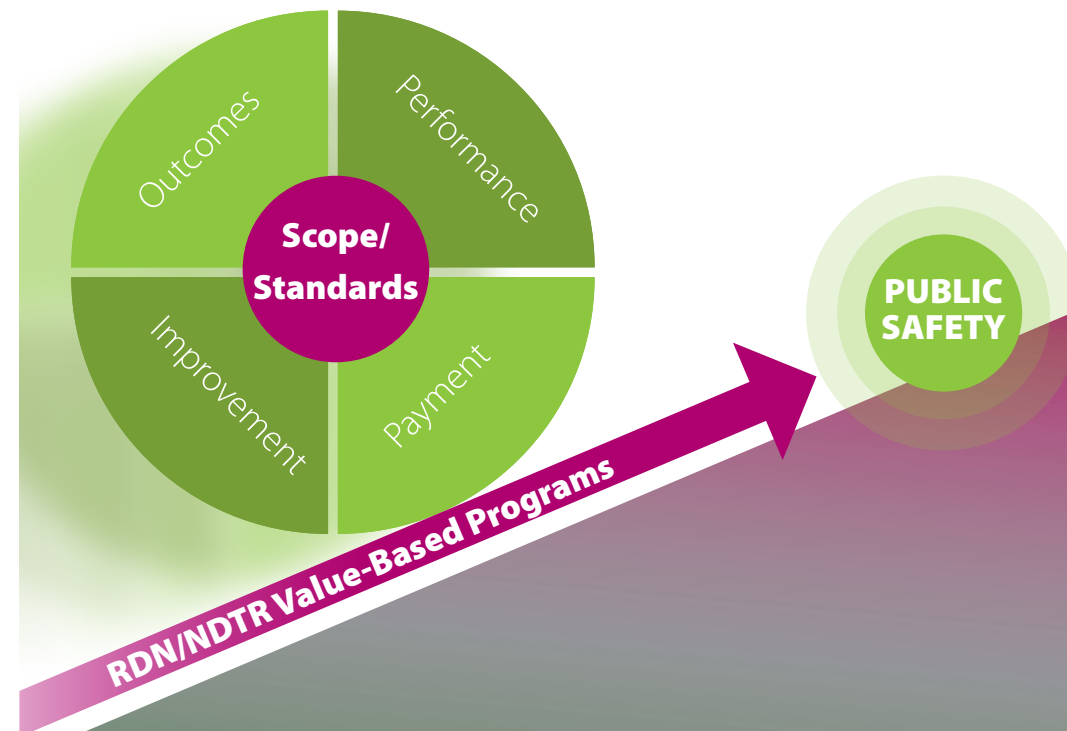 Outcomes
Performance
Scope/
Standards
Improvement
Payment
PUBLIC
SAFETY
RDN/NDTR Value-Based Programs